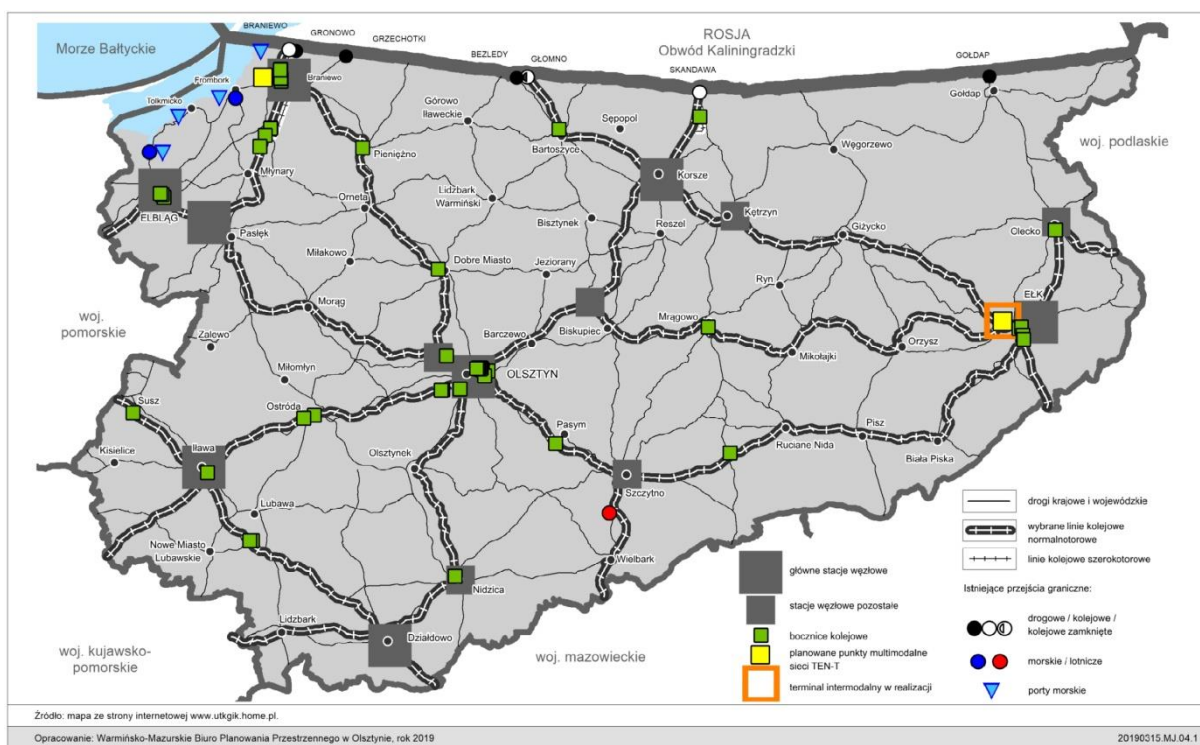 BRANIEWO
GRONOWO
GRZECHOTKI
BEZLEDY
GŁOMNO
SKANDAWA
GOŁDAP
Morze Bałtyckie
ROSJA
Obwód Kaliningradzki
Frombork
Braniewo
Gołdap
Tolkmicko
Górowo
Iławeckie
Sępopol
woj. podlaskie
Bartoszyce
Węgorzewo
Pieniężno
Młynary
Korsze
Orneta
Lidzbark
Warmiński
Kętrzyn
ELBLĄG
Bisztynek
Reszel
Giżycko
Olecko
Pasłęk
Miłakowo
Dobre Miasto
Jeziorany
Ryn
woj.
pomorskie
Morąg
EŁK
Zalewo
Barczewo
Biskupiec
Mrągowo
Orzysz
Mikołajki
Miłomłyn
OLSZTYN
Susz
Ostróda
Pasym
Ruciane Nida
Pisz
Kisielice
Iława
Olsztynek
Biała Piska
Szczytno
Lubawa
Nowe Miasto
Lubawskie
Wielbark
Nidzica
Lidzbark
Działdowo
woj. kujawsko-
pomorskie
woj. mazowieckie
główne stacje węzłowe
stacje węzłowe pozostałe
bocznice kolejowe
planowane punkty multimodalne
sieci TEN-T
terminal intermodalny w realizacji
drogi krajowe i wojewódzkie
wybrane linie kolejowe
normalnotorowe
linie kolejowe szerokotorowe
Istniejące przejścia graniczne:
drogowe / kolejowe /
kolejowe zamknięte
morskie / lotnicze
porty morskie
Źródło: mapa ze strony internetowej www.utkgik.home.pl.
Opracowanie: Warmińsko-Mazurskie Biuro Planowania Przestrzennego w Olsztynie, rok 2019
20190315.MJ.04.1